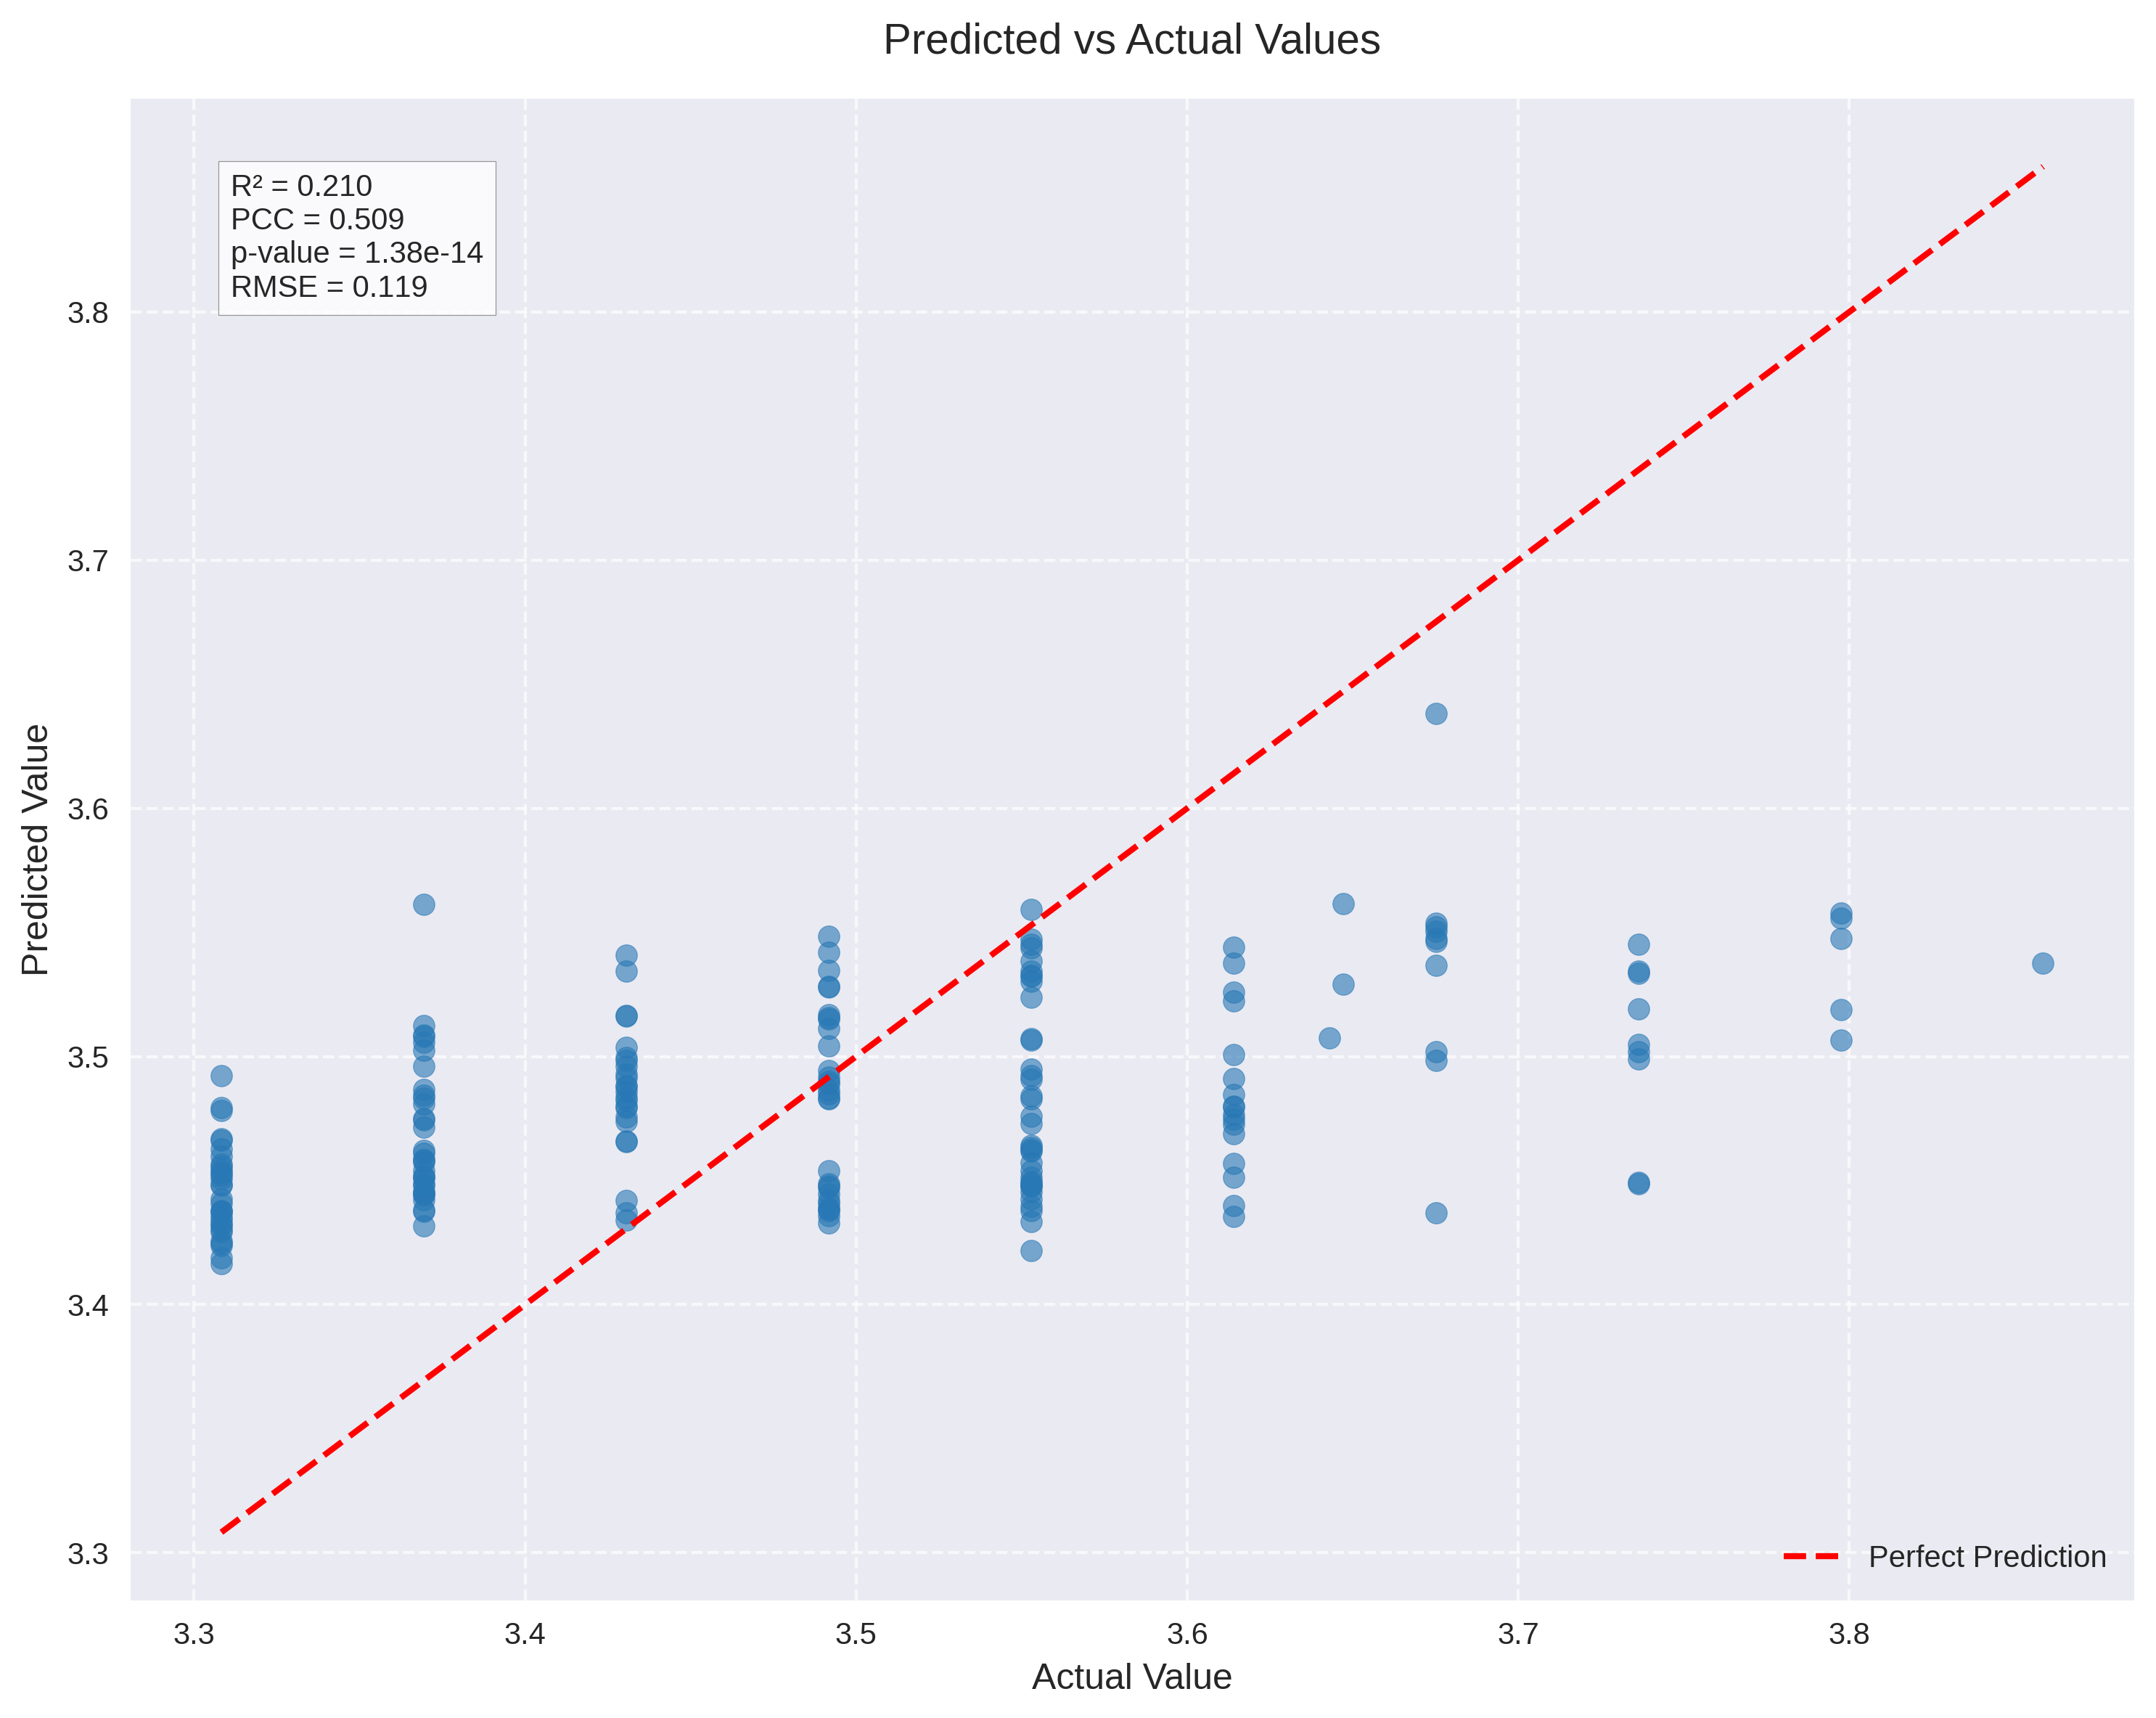 Predicted vs Actual Values
R² = 0.210
PCC = 0.509
p-value = 1.38e-14
RMSE = 0.119
3.8
3.7
3.6
3.5
3.4
3.3
Predicted Value
Perfect Prediction
3.3 3.4 3.5 3.6 3.7 3.8
Actual Value